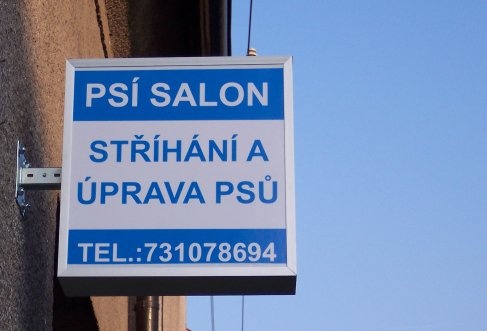 PSÍ SALON
STŘÍHÁNÍ A
ÚPRAVA PSŮ
TEL.:731078694